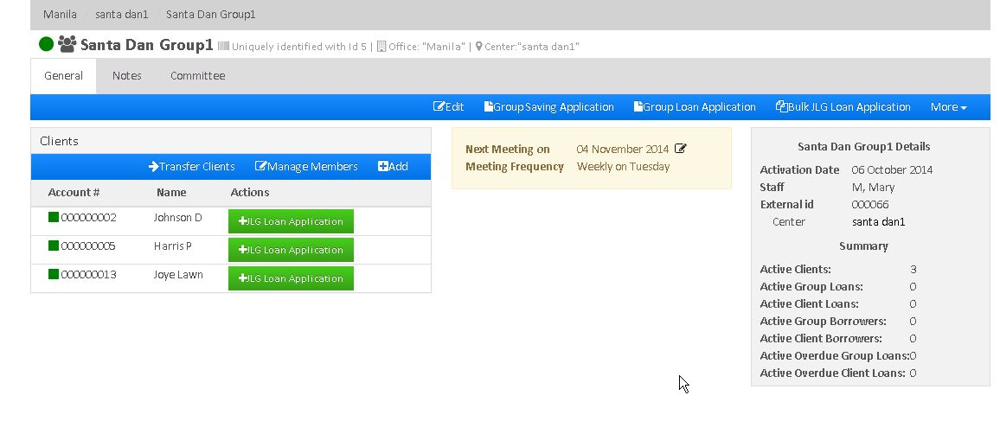 Manila / santa dan1 / Santa Dan Group1
Santa Dan Group1 Uniquely identified with Id 5 | Office: "Manila" | Center:"santa dan1"
General Notes Committee
Edit Group Saving Application Group Loan Application Bulk JLG Loan Application More
Clients
Transfer Clients Manage Members Add
Account # Name Actions
000000002 Johnson D +JLG Loan Application
000000005 Harris P +JLG Loan Application
000000013 Joye Lawn +JLG Loan Application
Next Meeting on 04 November 2014
Meeting Frequency Weekly on Tuesday
Santa Dan Group1 Details
Activation Date 06 October 2014
Staff M, Mary
External id 000066
Center santa dan1
Summary
Active Clients: 3
Active Group Loans: 0
Active Client Loans: 0
Active Group Borrowers: 0
Active Client Borrowers: 0
Active Overdue Group Loans:0
Active Overdue Client Loans: 0